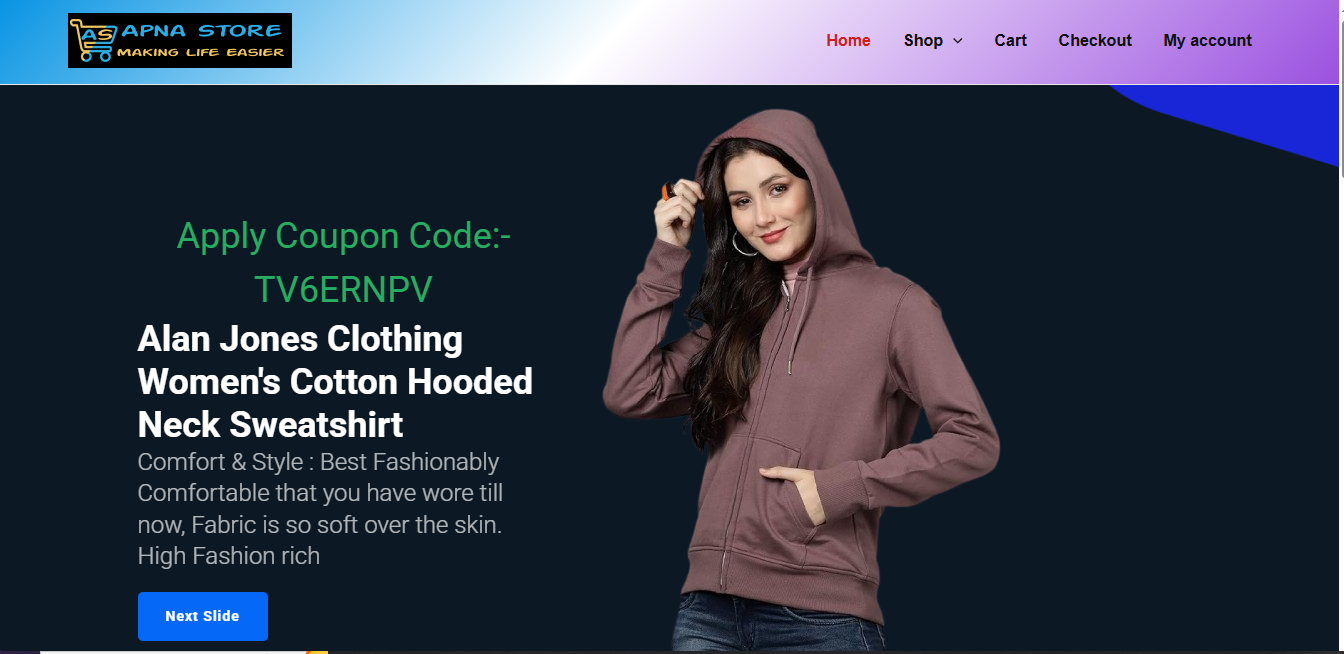 AS APNA STORE
MAKING LIFE EASIER
Home Shop Cart Checkout My account
Apply Coupon Code:-
TV6ERNPV
Alan Jones Clothing
Women's Cotton Hooded
Neck Sweatshirt
Comfort & Style : Best Fashionably
Comfortable that you have wore till
now, Fabric is so soft over the skin.
High Fashion rich
Next Slide